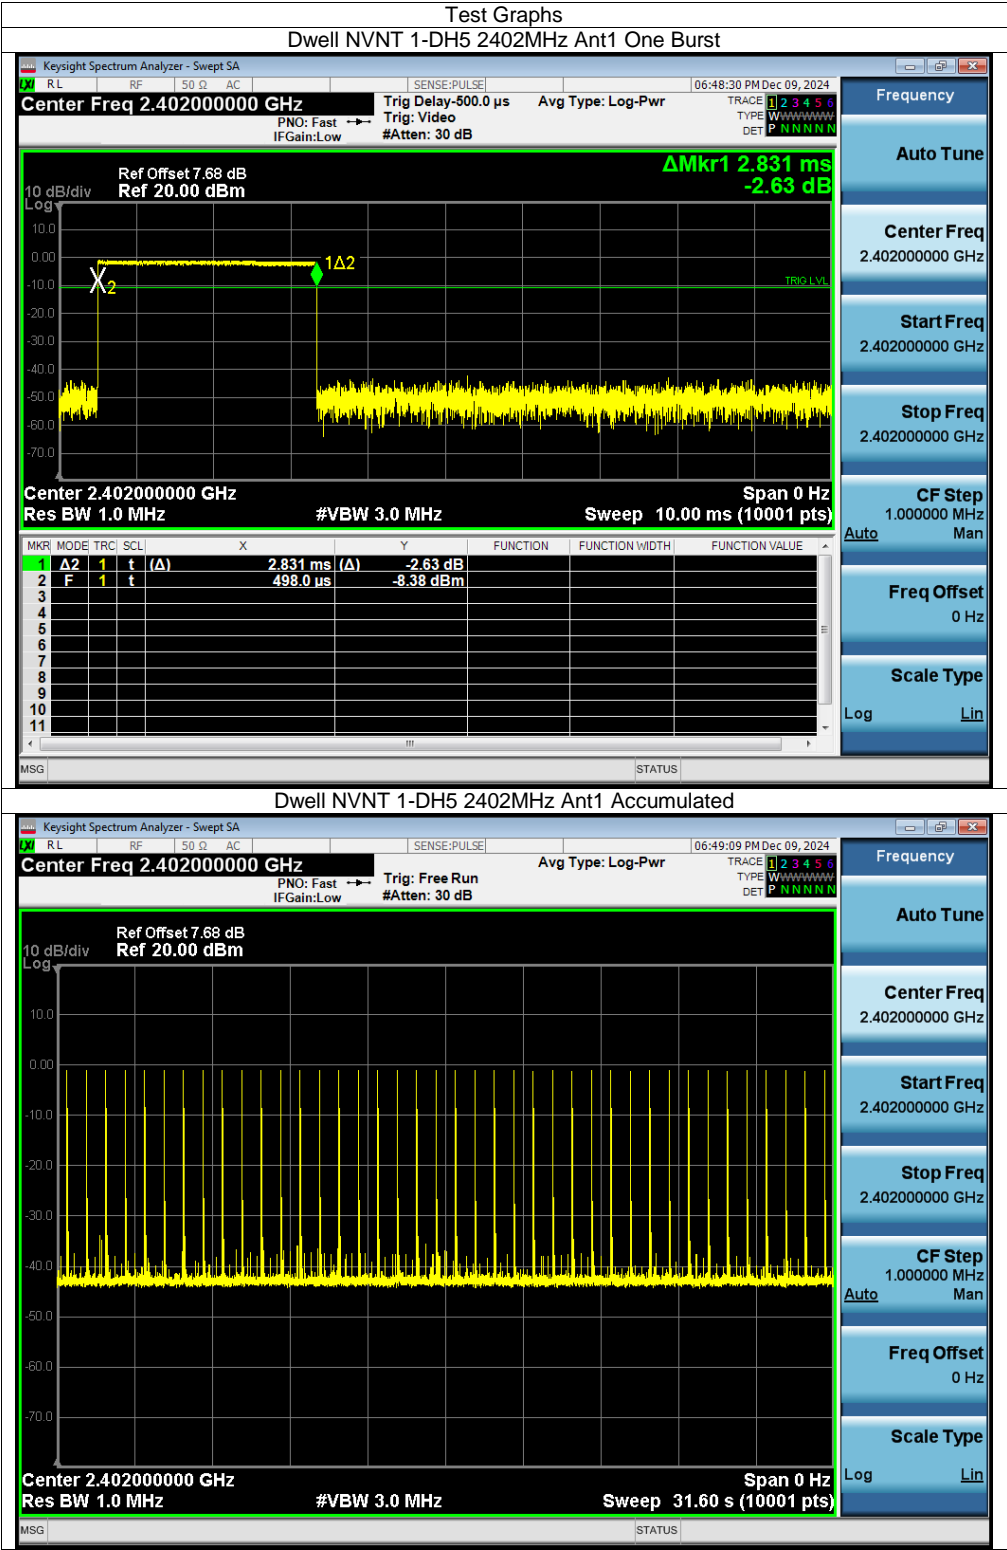 Test Graphs
Dwell NVNT 1-DH5 2402MHz Ant1 One Burst
Keysight Spectrum Analyzer - Swept SA
LXI RL RF 50 Ω AC SENSE:PULSE 06:48:30 PM Dec 09, 2024
Center Freq 2.402000000 GHz Trig Delay-500.0 µs Avg Type: Log-Pwr TRACE 1 2 3 4 5 6
PNO: Fast Trig: Video TYPE WWWWWW
IFGain:Low #Atten: 30 dB DET P N N N N N
Frequency
Auto Tune
Center Freq
2.402000000 GHz
Start Freq
2.402000000 GHz
Stop Freq
2.402000000 GHz
CF Step
1.000000 MHz
Auto Man
Freq Offset
0 Hz
Scale Type
Log Lin
ΔMkr1 2.831 ms
-2.63 dB
Ref Offset 7.68 dB
10 dB/div Ref 20.00 dBm
Log
10.0
0.00
-10.0
-20.0
-30.0
-40.0
-50.0
-60.0
-70.0
1Δ2
X2
TRIG LVL
Center 2.402000000 GHz Span 0 Hz
Res BW 1.0 MHz #VBW 3.0 MHz Sweep 10.00 ms (10001 pts)
MKR MODE TRC SCL X Y FUNCTION FUNCTION WIDTH FUNCTION VALUE
1 Δ2 1 t (Δ) 2.831 ms (Δ) -2.63 dB
2 F 1 t 498.0 µs -8.38 dBm
3
4
5
6
7
8
9
10
11
MSG STATUS
Dwell NVNT 1-DH5 2402MHz Ant1 Accumulated
Keysight Spectrum Analyzer - Swept SA
LXI RL RF 50 Ω AC SENSE:PULSE 06:49:09 PM Dec 09, 2024
Center Freq 2.402000000 GHz Avg Type: Log-Pwr TRACE 1 2 3 4 5 6
PNO: Fast Trig: Free Run TYPE WWWWWW
IFGain:Low #Atten: 30 dB DET P N N N N N
Frequency
Auto Tune
Center Freq
2.402000000 GHz
Start Freq
2.402000000 GHz
Stop Freq
2.402000000 GHz
CF Step
1.000000 MHz
Auto Man
Freq Offset
0 Hz
Scale Type
Log Lin
Ref Offset 7.68 dB
10 dB/div Ref 20.00 dBm
Log
10.0
0.00
-10.0
-20.0
-30.0
-40.0
-50.0
-60.0
-70.0
Center 2.402000000 GHz Span 0 Hz
Res BW 1.0 MHz #VBW 3.0 MHz Sweep 31.60 s (10001 pts)
MSG STATUS